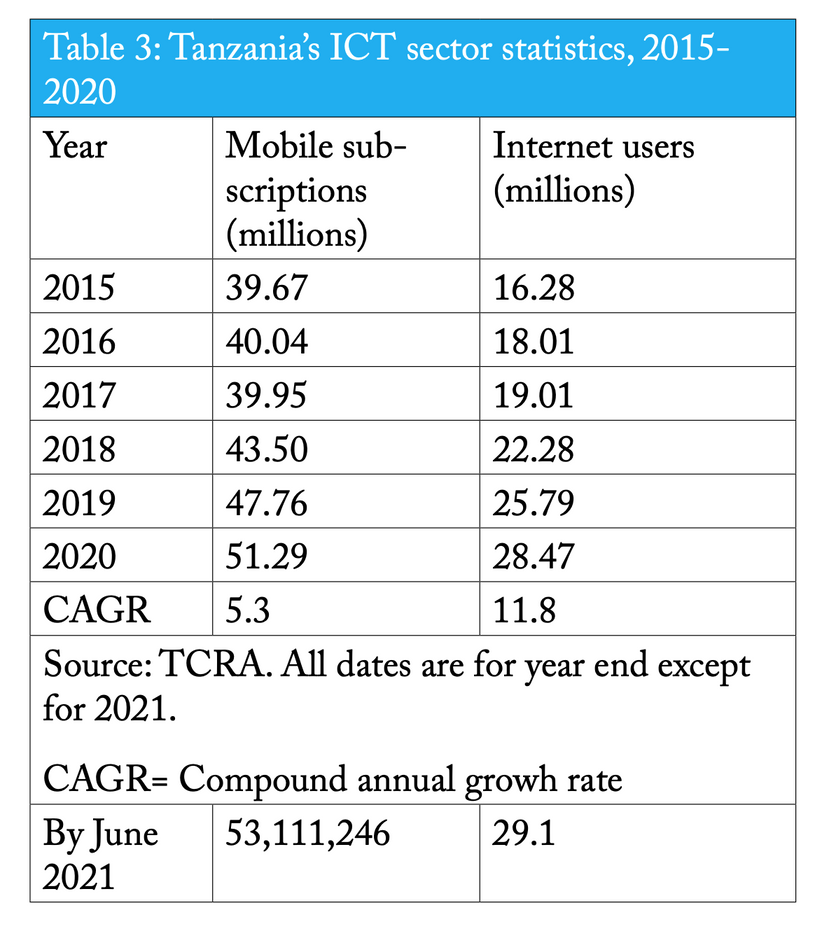 Table 3: Tanzania’s ICT sector statistics, 2015-
2020
Year
Mobile sub-
scriptions
(millions)
Internet users
(millions)
2015 39.67 16.28
2016 40.04 18.01
2017 39.95 19.01
2018 43.50 22.28
2019 47.76 25.79
2020 51.29 28.47
CAGR 5.3 11.8
Source: TCRA. All dates are for year end except
for 2021.
CAGR= Compound annual growh rate
By June
2021
53,111,246
29.1